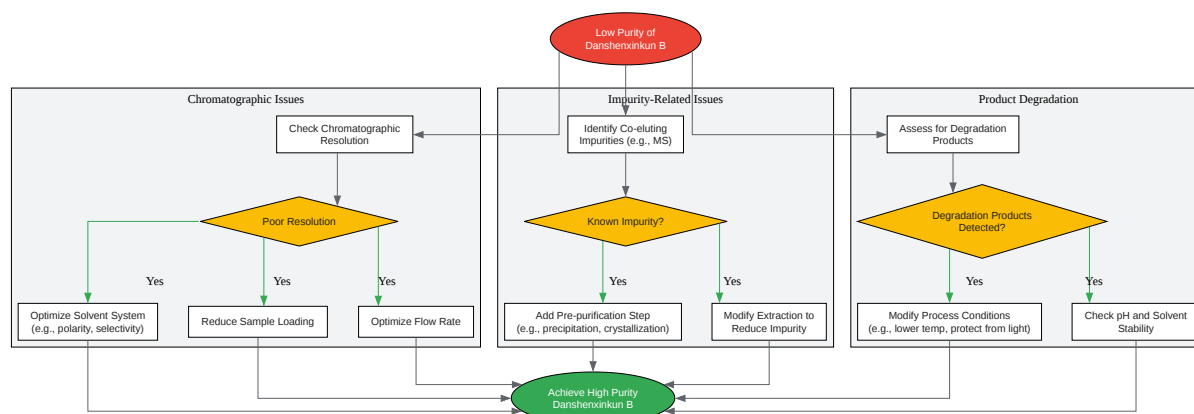 Low Purity of
Danshenxinkun B
Chromatographic Issues
Impurity-Related Issues
Product Degradation
Check Chromatographic
Resolution
Identify Co-eluting
Impurities (e.g., MS)
Assess for Degradation
Products
Poor Resolution
Known Impurity?
Degradation Products
Detected?
Yes
Yes
Yes
Yes
Yes
Yes
Yes
Optimize Solvent System
(e.g., polarity, selectivity)
Reduce Sample Loading
Optimize Flow Rate
Add Pre-purification Step
(e.g., precipitation, crystallization)
Modify Extraction to
Reduce Impurity
Modify Process Conditions
(e.g., lower temp, protect from light)
Check pH and Solvent
Stability
Achieve High Purity
Danshenxinkun B